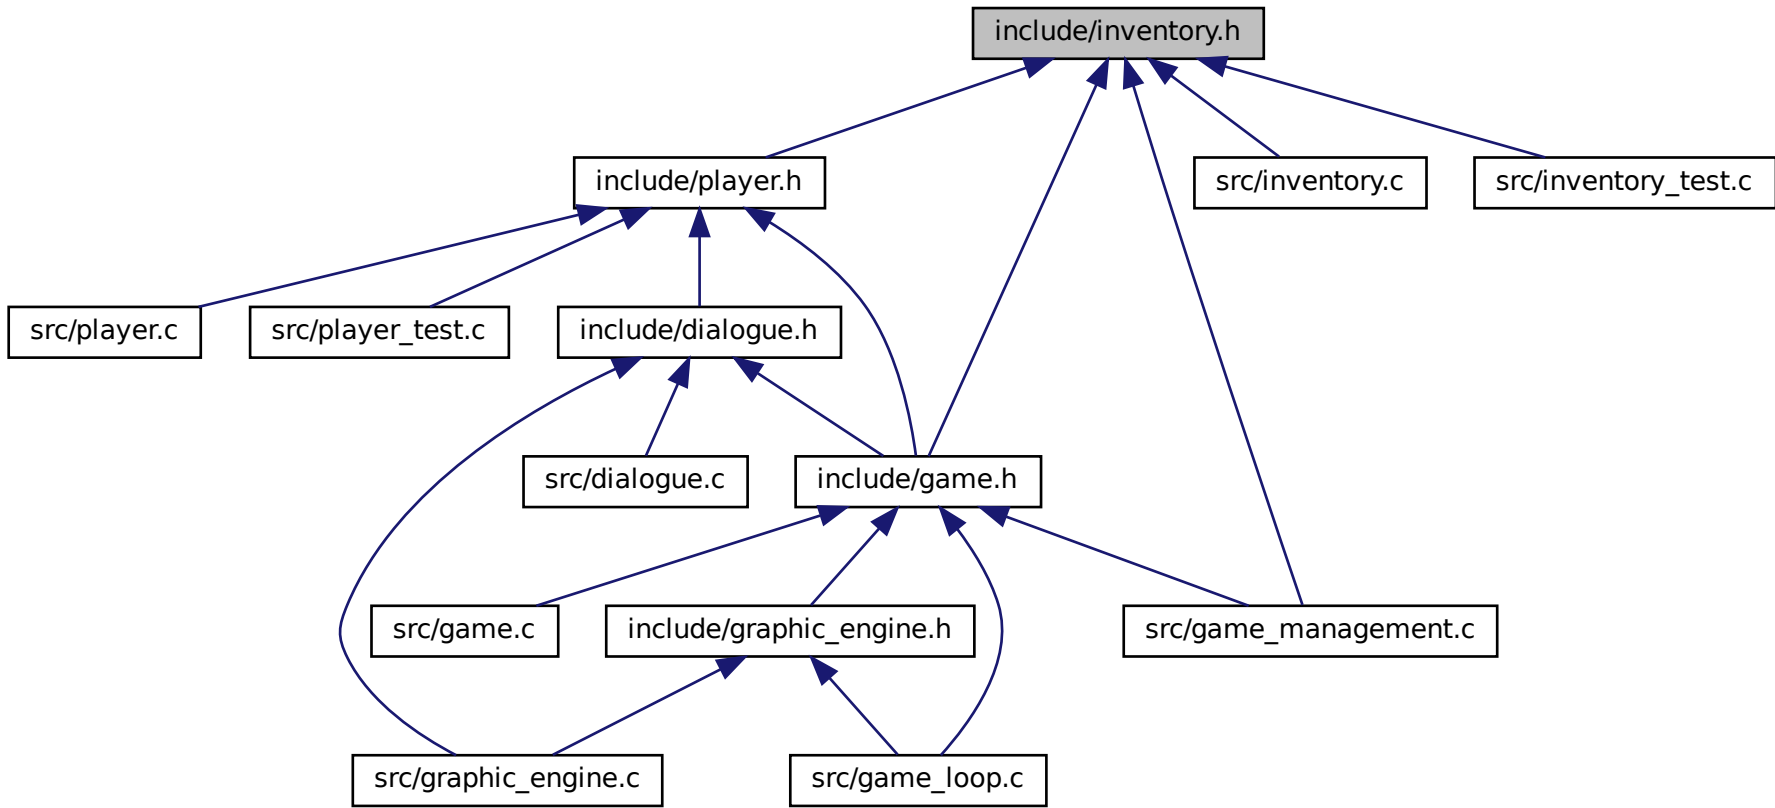 include/inventory.h
include/player.h
src/inventory.c
src/inventory_test.c
src/player.c
src/player_test.c
include/dialogue.h
src/dialogue.c
include/game.h
src/game.c
include/graphic_engine.h
src/game_management.c
src/graphic_engine.c
src/game_loop.c